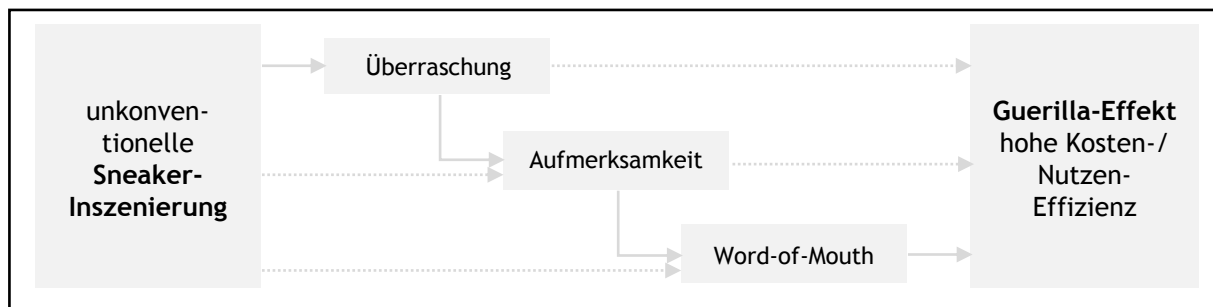 unkonven-
tionelle
Sneaker-
Inszenierung
Überraschung
Aufmerksamkeit
Word-of-Mouth
Guerilla-Effekt
hohe Kosten-/
Nutzen-
Effizienz